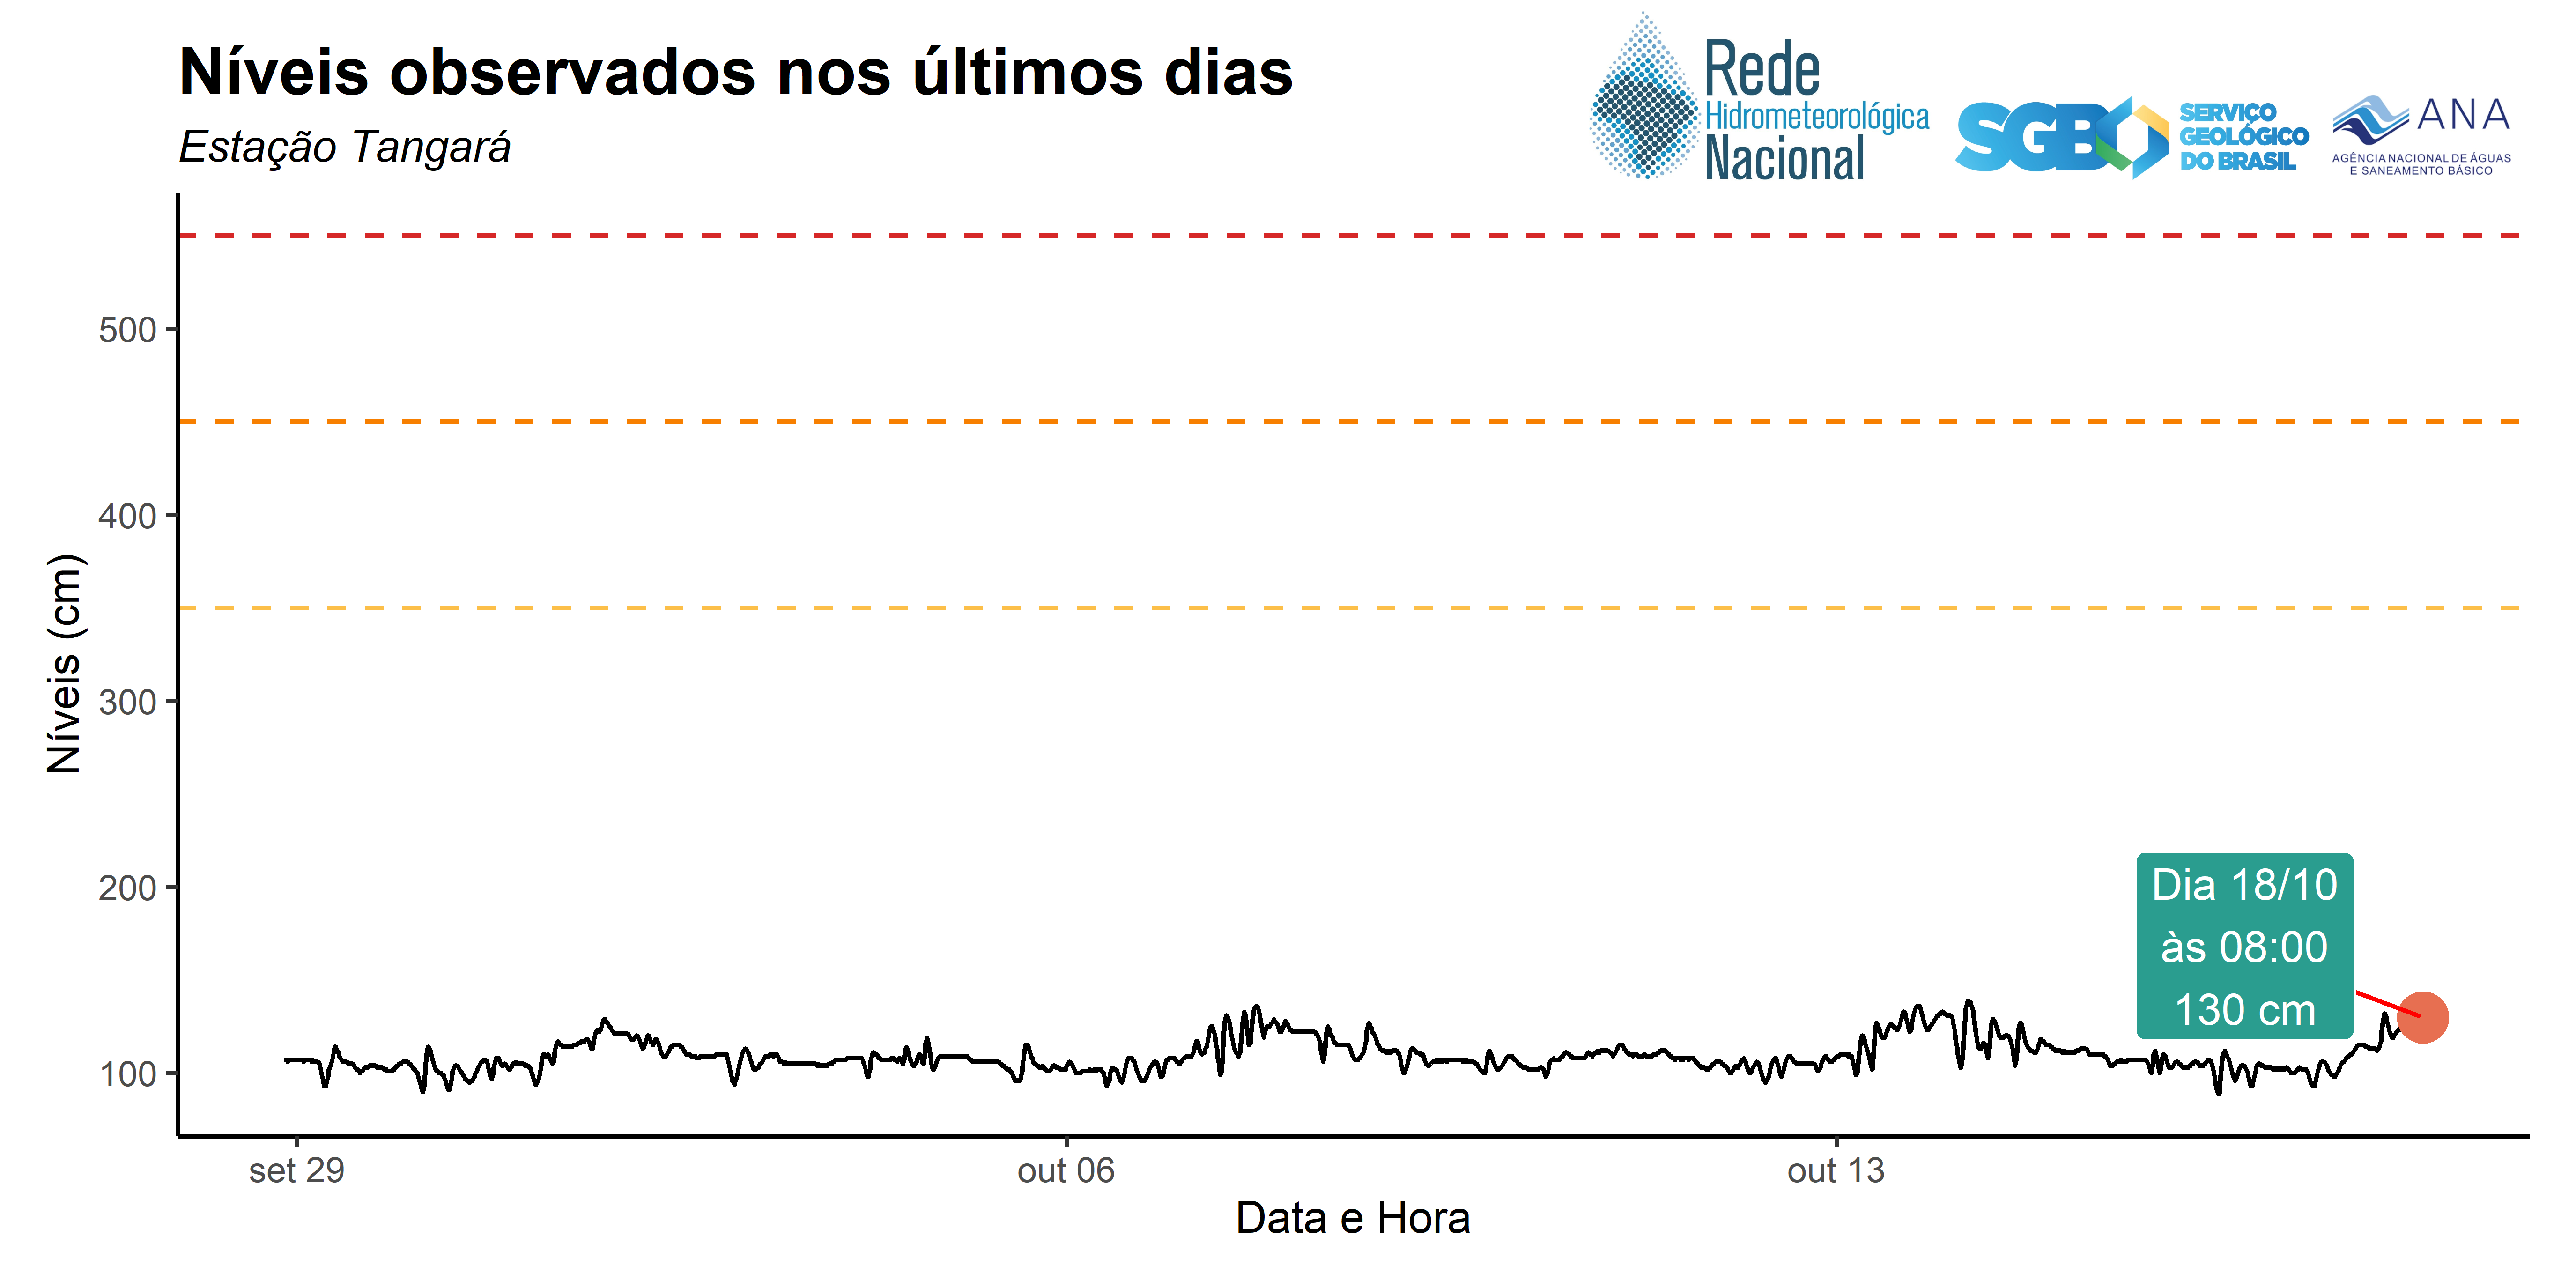 Níveis observados nos últimos dias
Estação Tangará
Rede
Hidrometeorológica
Nacional
SGB
SERVIÇO
GEOLÓGICO
DO BRASIL
ANA
AGÊNCIA NACIONAL DE ÁGUAS
E SANEAMENTO BÁSICO
Níveis (cm)
500
400
300
200
100
Dia 18/10
às 08:00
130 cm
set 29
out 06
out 13
Data e Hora